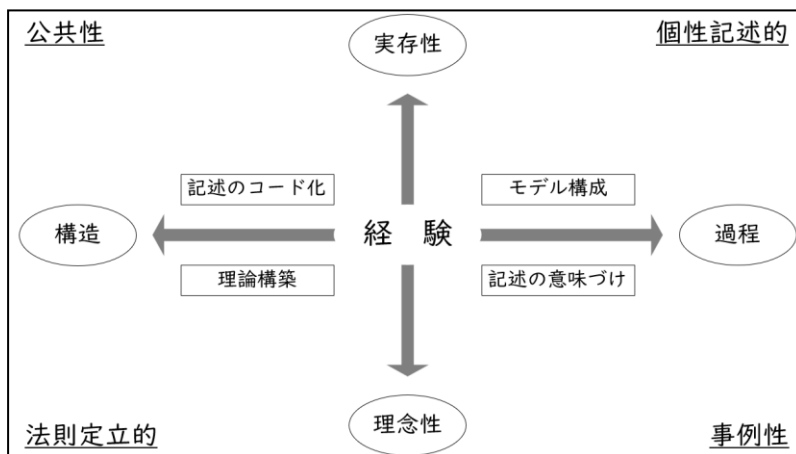 公共性
実存性
個性記述的
記述のコード化
モデル構成
構造
経 験
過程
理論構築
記述の意味づけ
法則定立的
理念性
事例性